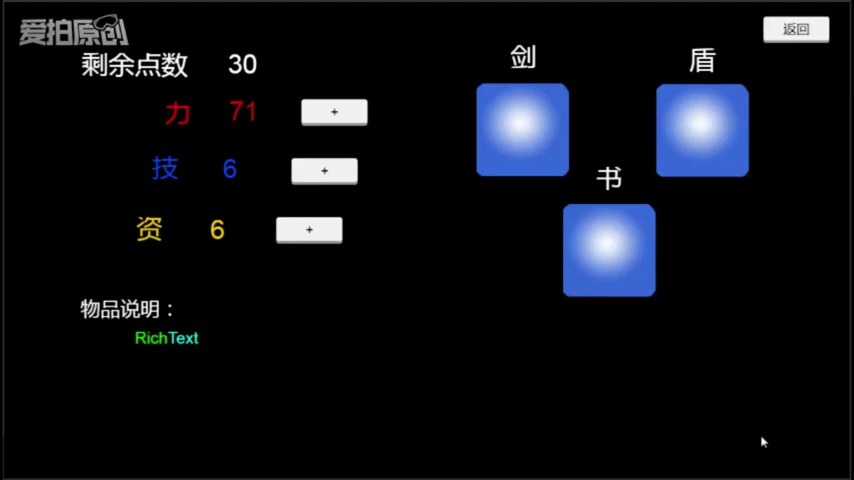 爱拍原创
返回
剩余点数 30
力 71 +
技 6 +
资 6 +
剑
盾
书
物品说明：
RichText